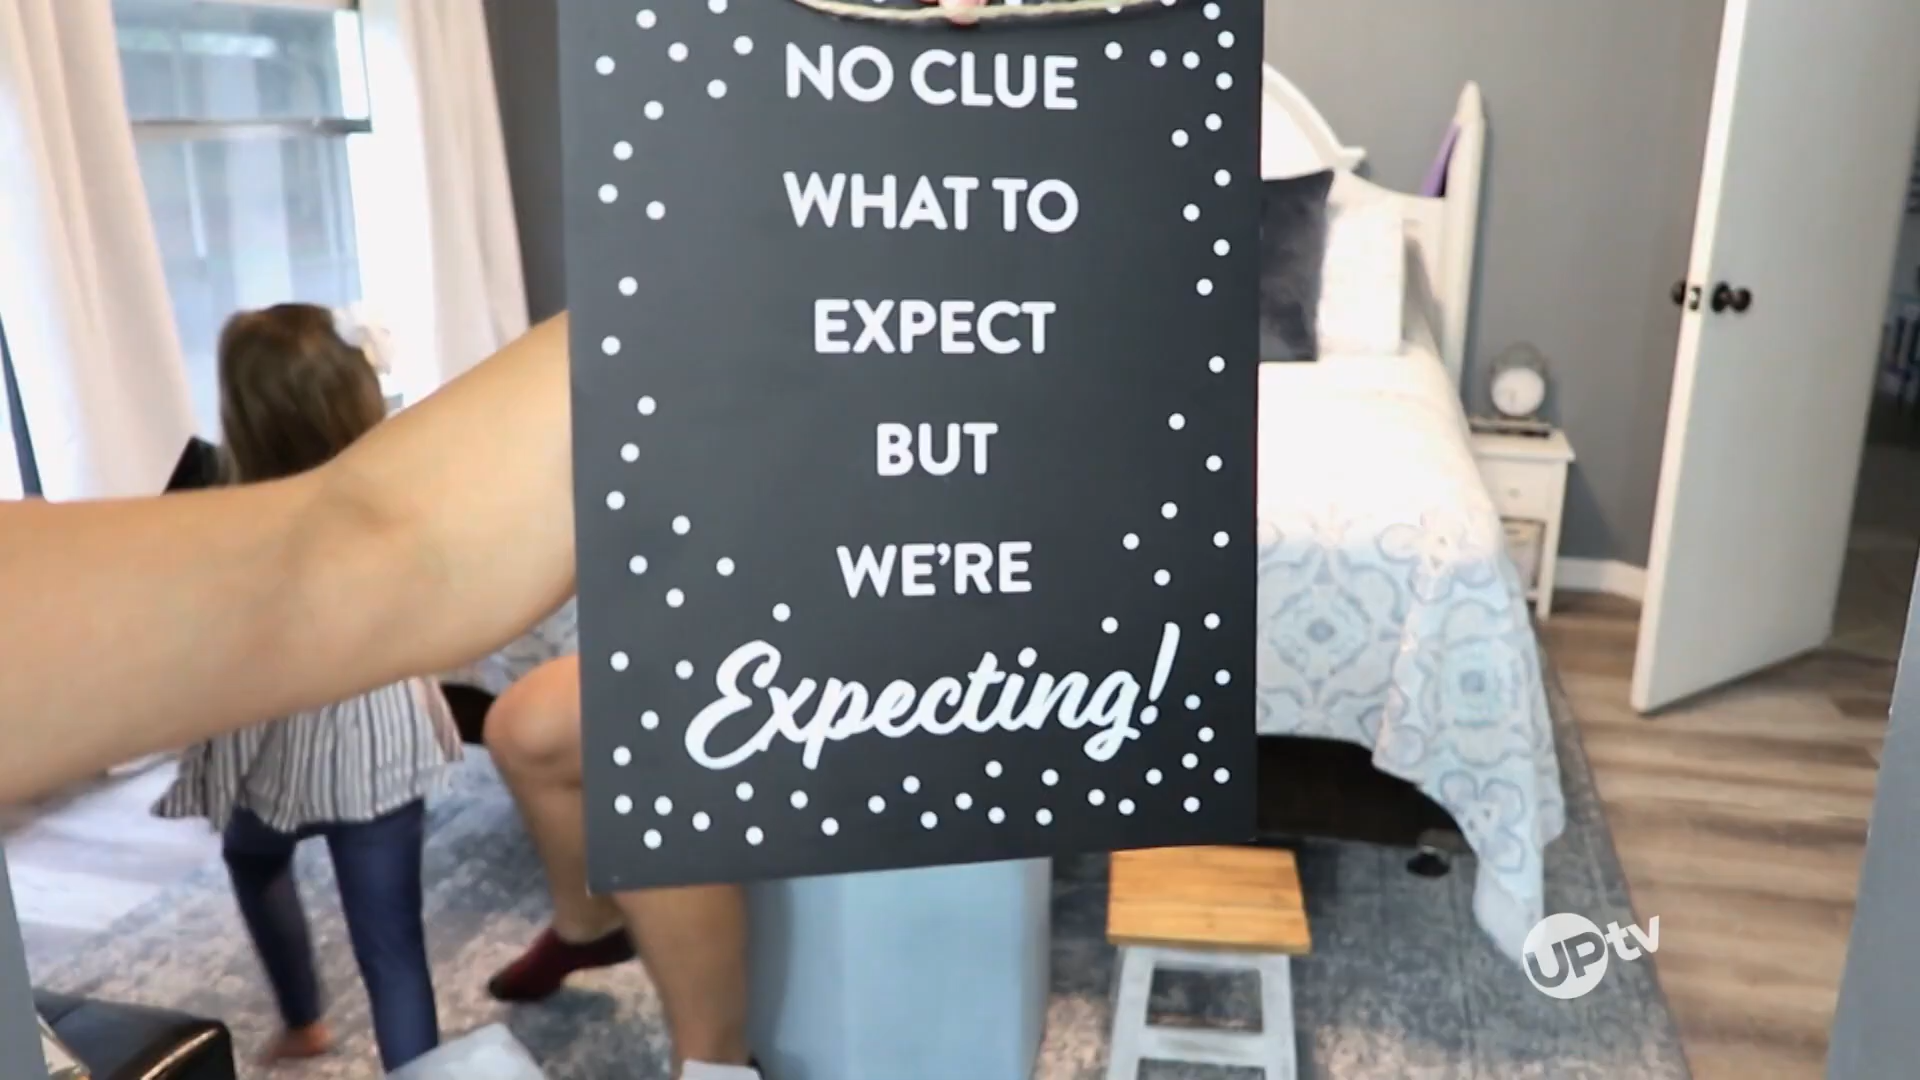 NO CLUE
WHAT TO
EXPECT
BUT
WE'RE
Expecting!
UPtv